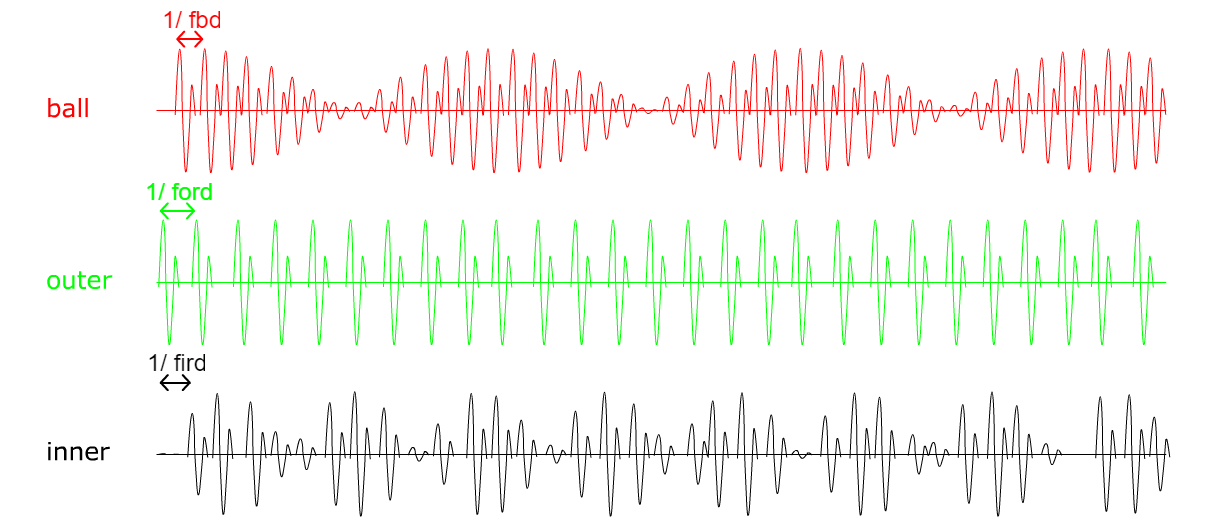 1/ fbd
ball
1/ ford
outer
1/ fird
inner